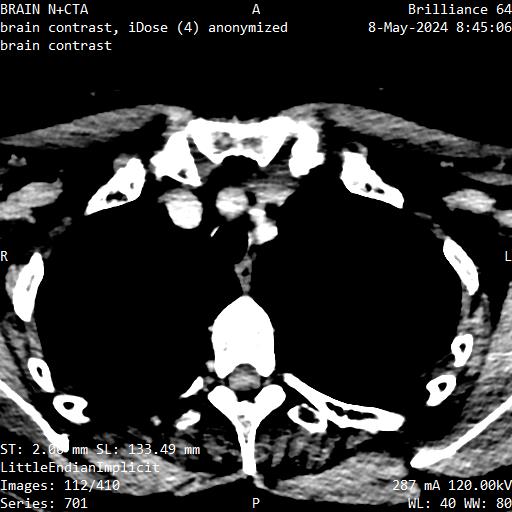 BRAIN N+CTA
A
Brilliance 64
brain contrast, iDose (4) anonymized
8-May-2024 8:45:06
brain contrast
R
L
ST: 2.00 mm SL: 133.49 mm
LittleEndianImplicit
Images: 112/410
287 mA 120.00kV
Series: 701
P
WL: 40 WW: 80